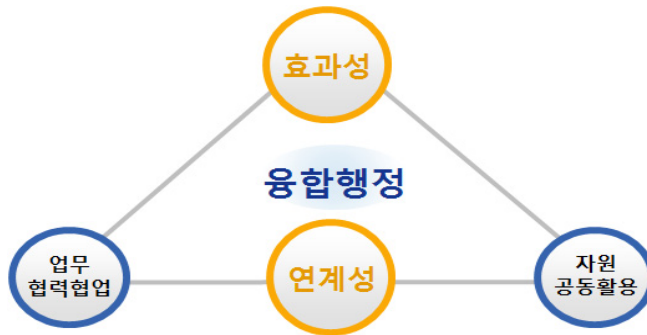 효과성
융합행정
업무
협력협업
연계성
자원
공동활용